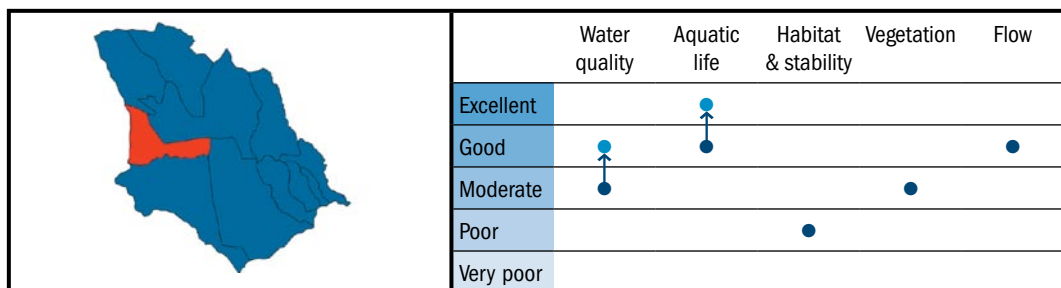 Water quality
Aquatic life
Habitat & stability
Vegetation
Flow
Excellent
Good
Moderate
Poor
Very poor